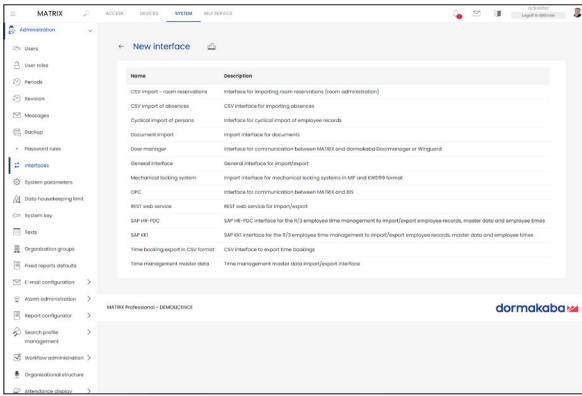 MATRIX
ACCESS DEVICES SYSTEM SELF SERVICE
Administration
Users
User roles
Periods
Revision
Messages
Backup
Password rules
Interfaces
System parameters
Data housekeeping limit
System key
Texts
Organisation groups
Fixed reports defaults
E-mail configuration
Alarm administration
Report configurator
Search profile
management
Workflow administration
Organisational structure
Attendance display
← New interface
Name Description
CSV Import - room reservations Interface for importing room reservations (room administration)
CSV import of absences CSV interface for importing absences
Cyclical import of persons Interface for cyclical import of employee records
Document import Import interface for documents
Door manager Interface for communication between MATRIX and dormakaba Doormanager or Winguard
General interface General interface for import/export
Mechanical locking system Import interface for mechanical locking systems in MIF and KWD99 format
OPC Interface for communication between MATRIX and BIS
REST web service REST web service for import/export
SAP HR-PDC SAP HR-PDC interface for the R/3 employee time management to import/export employee records, master data and employee times
SAP KK1 SAP KK1 interface for the R/3 employee time management to import/export employee records, master data and employee times
Time booking export in CSV format CSV interface to export time bookings
Time management master data Time management master data import/export interface
MATRIX Professional - DEMOLICENCE
dormakaba